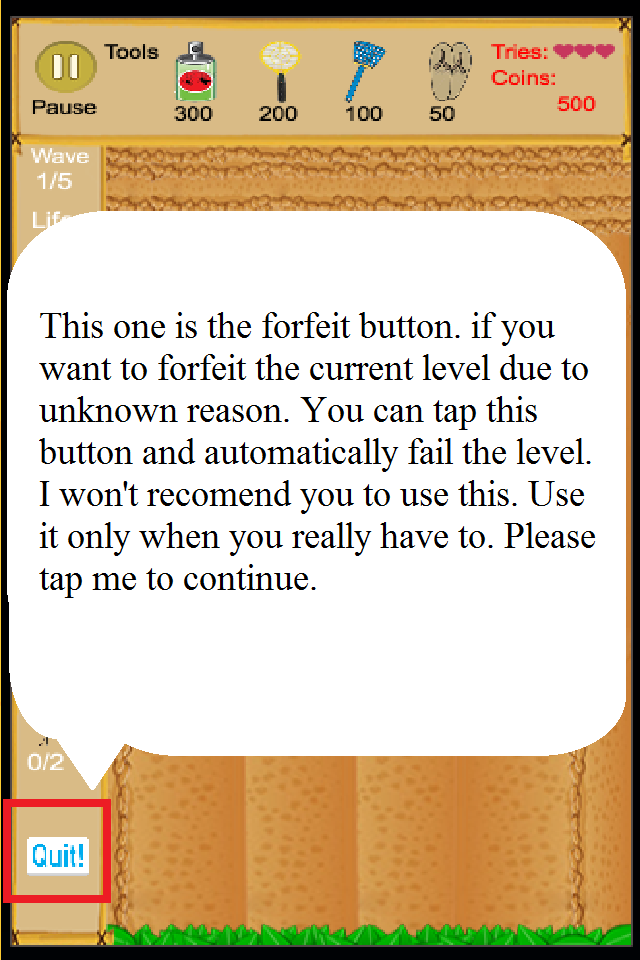 Tools
Tries:
Coins:
500
Pause
300
200
100
50
Wave
1/5
This one is the forfeit button. if you
want to forfeit the current level due to
unknown reason. You can tap this
button and automatically fail the level.
I won't recomend you to use this. Use
it only when you really have to. Please
tap me to continue.
0/2
Quit!